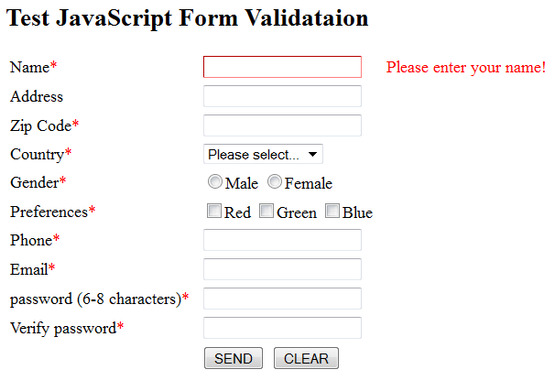 Test JavaScript Form Validataion
Name* Please enter your name!
Address
Zip Code*
Country* Please select...
Gender* Male Female
Preferences* Red Green Blue
Phone*
Email*
password (6-8 characters)*
Verify password*
SEND CLEAR